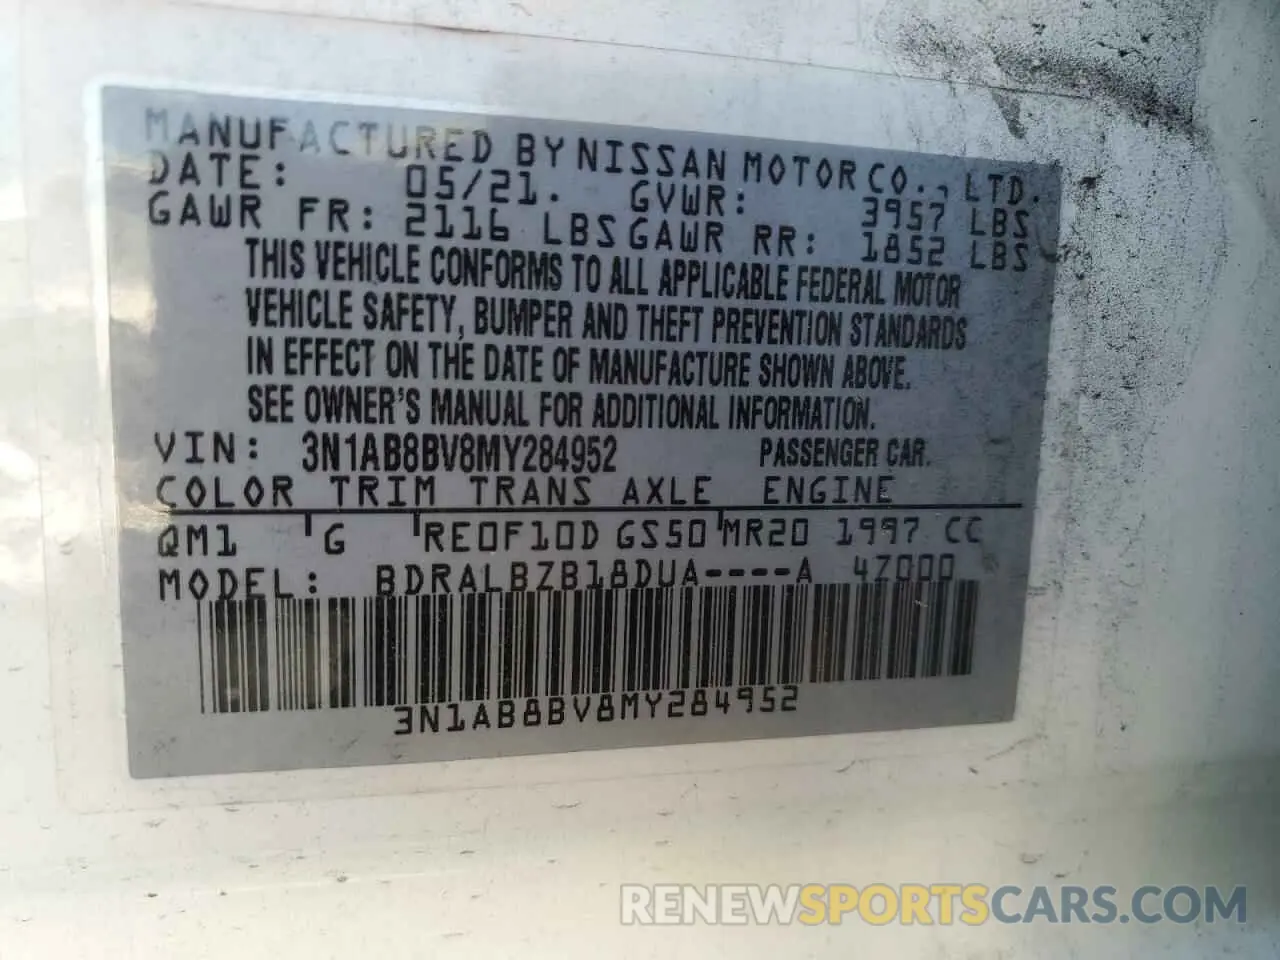 MANUFACTURED BY NISSAN MOTOR CO., LTD.
DATE: 05/21. GVWR: 3957 LBS
GAWR FR: 2116 LBS GAWR RR: 1852 LBS
THIS VEHICLE CONFORMS TO ALL APPLICABLE FEDERAL MOTOR
VEHICLE SAFETY, BUMPER AND THEFT PREVENTION STANDARDS
IN EFFECT ON THE DATE OF MANUFACTURE SHOWN ABOVE.
SEE OWNER'S MANUAL FOR ADDITIONAL INFORMATION.
VIN: 3N1AB8BV8MY284952 PASSENGER CAR.
COLOR TRIM TRANS AXLE ENGINE
QM1 G RE0F10D GS50 MR20 1997 CC
MODEL: BDRALBZB18DUA----A 4Z000
3N1AB8BV8MY284952
RENEWSPORTSCARS.COM